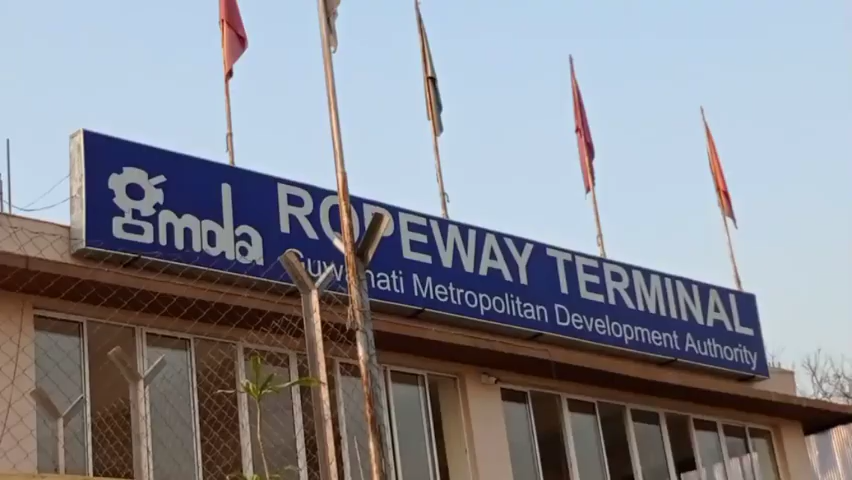 gmda
ROPEWAY TERMINAL
Guwahati Metropolitan Development Authority